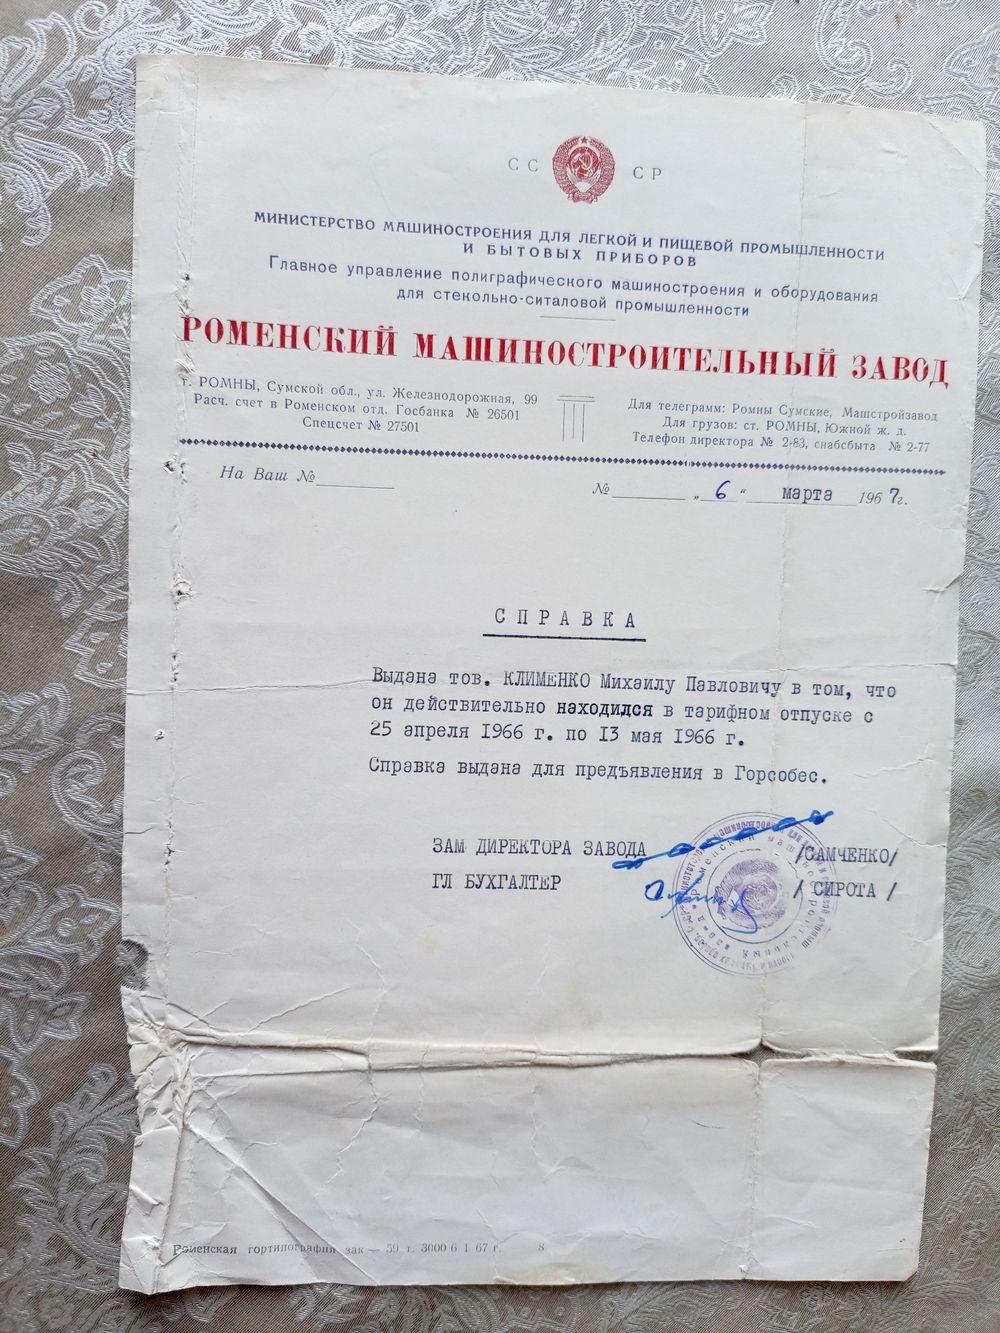 СССР
МИНИСТЕРСТВО МАШИНОСТРОЕНИЯ ДЛЯ ЛЕГКОЙ И ПИЩЕВОЙ ПРОМЫШЛЕННОСТИ
И БЫТОВЫХ ПРИБОРОВ
Главное управление полиграфического машиностроения и оборудования
для стекольно-ситаловой промышленности
РОМЕНСКИЙ МАШИНОСТРОИТЕЛЬНЫЙ ЗАВОД
г. РОМНЫ, Сумской обл., ул. Железнодорожная, 99
Расч. счет в Роменском отд. Госбанка № 26501
Спецсчет № 27501
Для телеграмм: Ромны Сумские, Машстройзавод
Для грузов: ст. РОМНЫ, Южной ж. д.
Телефон директора № 2-83, снабсбыта № 2-77
На Ваш №
№ „ 6 “ марта 1967г.
СПРАВКА
Выдана тов. КЛИМЕНКО Михаилу Павловичу в том, что
он действительно находился в тарифном отпуске с
25 апреля 1966 г. по 13 мая 1966 г.
Справка выдана для предъявления в Горсобес.
ЗАМ ДИРЕКТОРА ЗАВОДА /САМЧЕНКО/
ГЛ БУХГАЛТЕР / СИРОТА /
Роменская гортипография зак — 59 т. 3000 6 1 67 г. 8